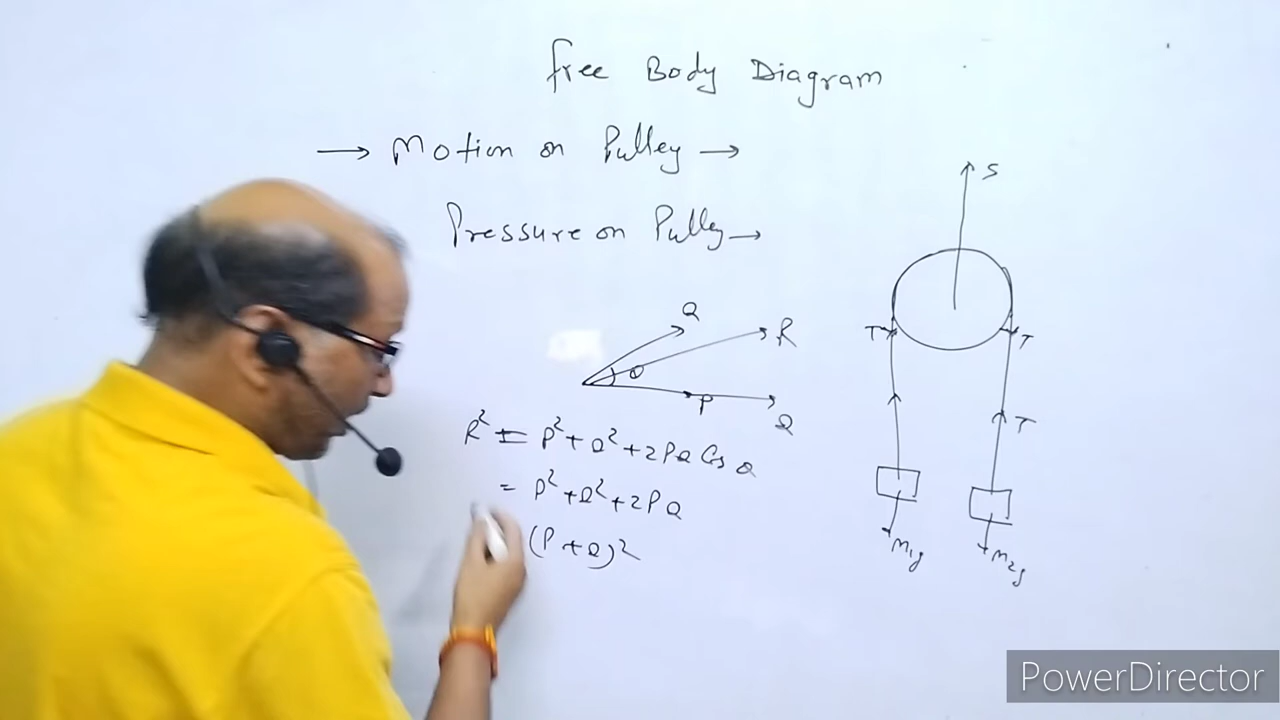 free Body Diagram
→ Motion on Pulley →
Pressure on Pulley →
S
Q
R
θ
P
Q
T
T
T
R² = P² + Q² + 2PQ Cos θ
= P² + Q² + 2PQ
(P + Q)²
m₁g
m₂g
PowerDirector